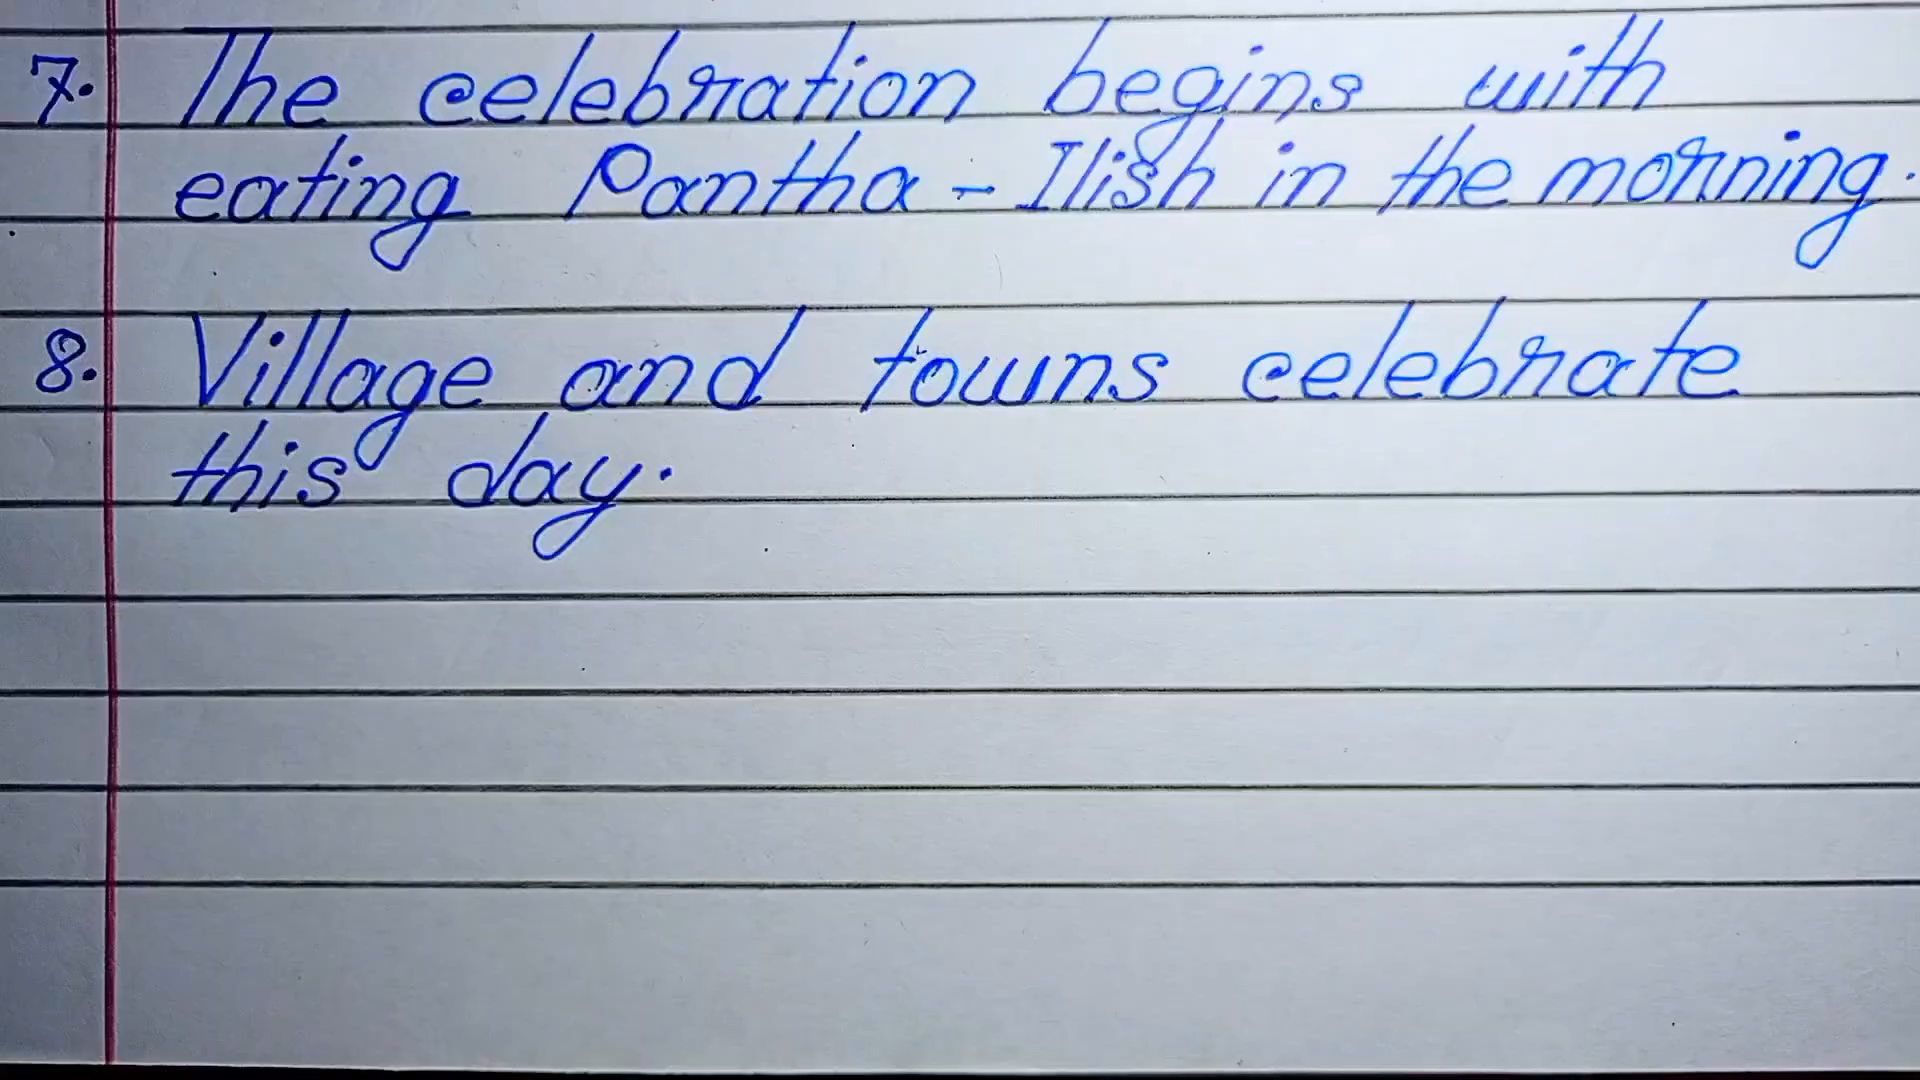 7. The celebration begins with
eating Pantha - Ilish in the morning.
8. Village and towns celebrate
this day.